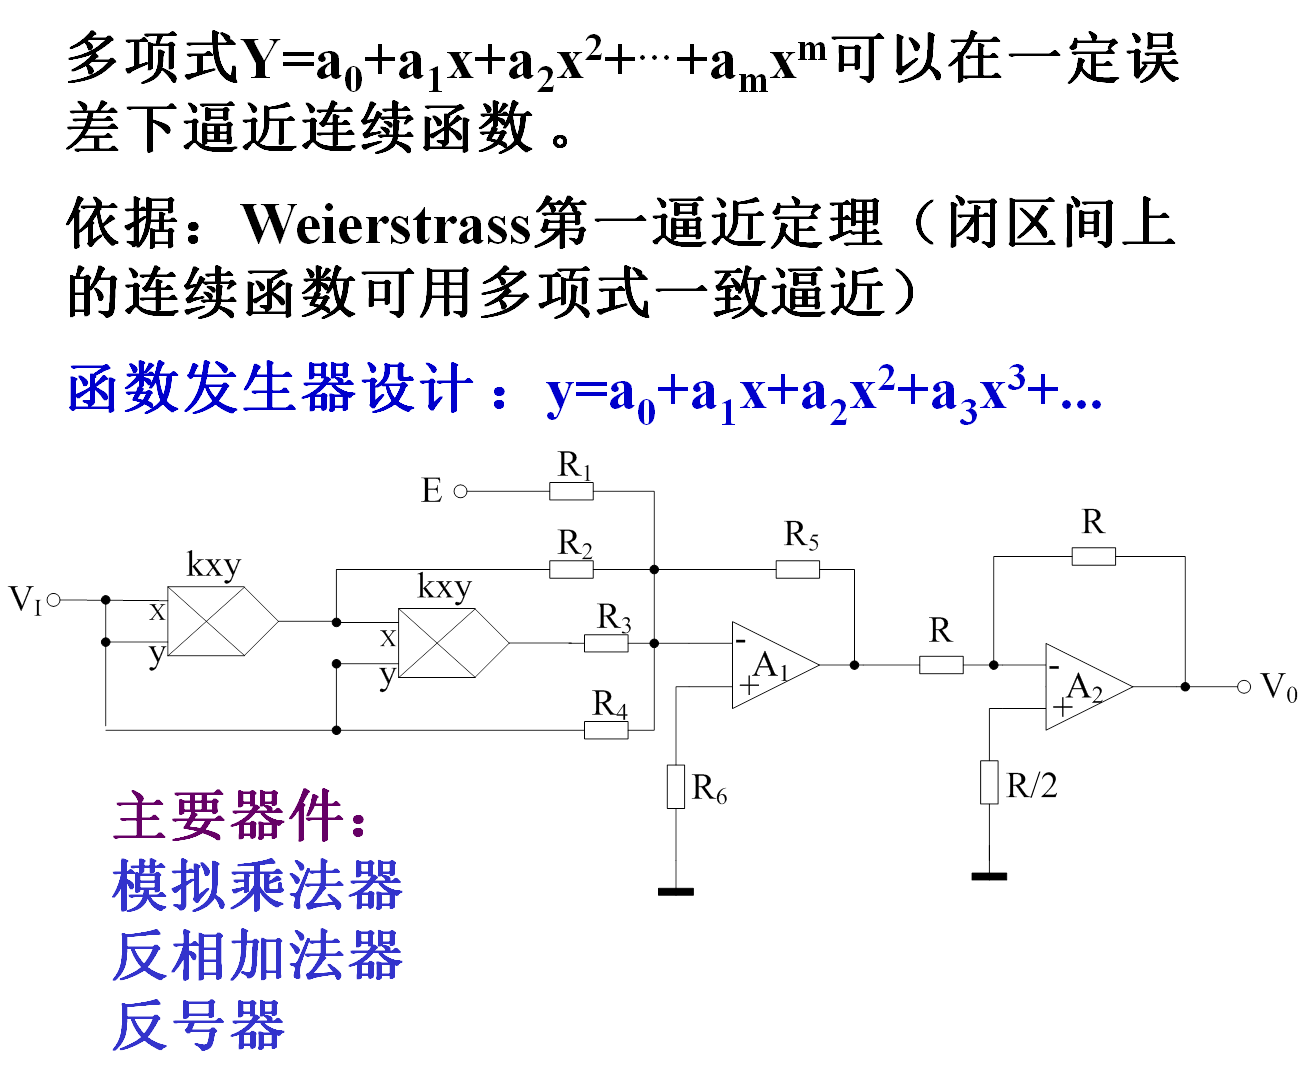 多项式Y=a₀+a₁x+a₂x²+…+aₘxᵐ可以在一定误
差下逼近连续函数 。
依据：Weierstrass第一逼近定理（闭区间上
的连续函数可用多项式一致逼近）
函数发生器设计 ：y=a₀+a₁x+a₂x²+a₃x³+...
R₁
E
R₂
R₅
R
kxy
kxy
V_I
x
y
x
y
R₃
R
-
A₁
+
-
A₂
+
V₀
R₄
R₆
R/2
主要器件：
模拟乘法器
反相加法器
反号器